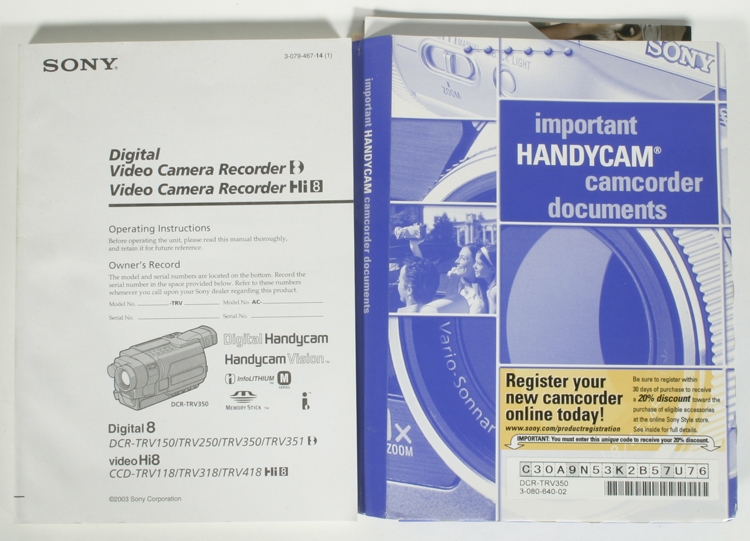 SONY®
3-079-467-14 (1)
Digital
Video Camera Recorder
Video Camera Recorder Hi8
Operating Instructions
Before operating the unit, please read this manual thoroughly,
and retain it for future reference.
Owner's Record
The model and serial numbers are located on the bottom. Record the
serial number in the space provided below. Refer to these numbers
whenever you call upon your Sony dealer regarding this product.
Model No. -TRV Model No. AC-
Serial No. Serial No.
Digital Handycam
Handycam Vision™
InfoLITHIUM M SERIES
MEMORY STICK™
DCR-TRV350
Digital 8
DCR-TRV150/TRV250/TRV350/TRV351
video Hi8
CCD-TRV118/TRV318/TRV418 Hi8
©2003 Sony Corporation
important HANDYCAM camcorder documents
LIGHT
ZOOM
SONY
important
HANDYCAM®
camcorder
documents
Vario-Sonnar
X
ZOOM
Register your
new camcorder
online today!
www.sony.com/productregistration
Be sure to register within
30 days of purchase to receive
a 20% discount toward the
purchase of eligible accessories
at the online Sony Style store.
See inside for full details.
IMPORTANT: You must enter this unique code to receive your 20% discount.
C30A9N53K2B57U76
DCR-TRV350
3-080-640-02